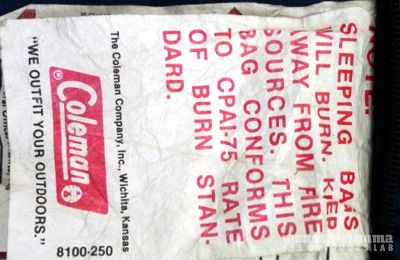 NOTE:
SLEEPING BAGS
WILL BURN. KEEP
AWAY FROM FIRE
SOURCES. THIS
BAG CONFORMS
TO CPAI-75 RATE
OF BURN STAN-
DARD.
The Coleman Company, Inc., Wichita, Kansas
Coleman®
"WE OUTFIT YOUR OUTDOORS."
8100-250